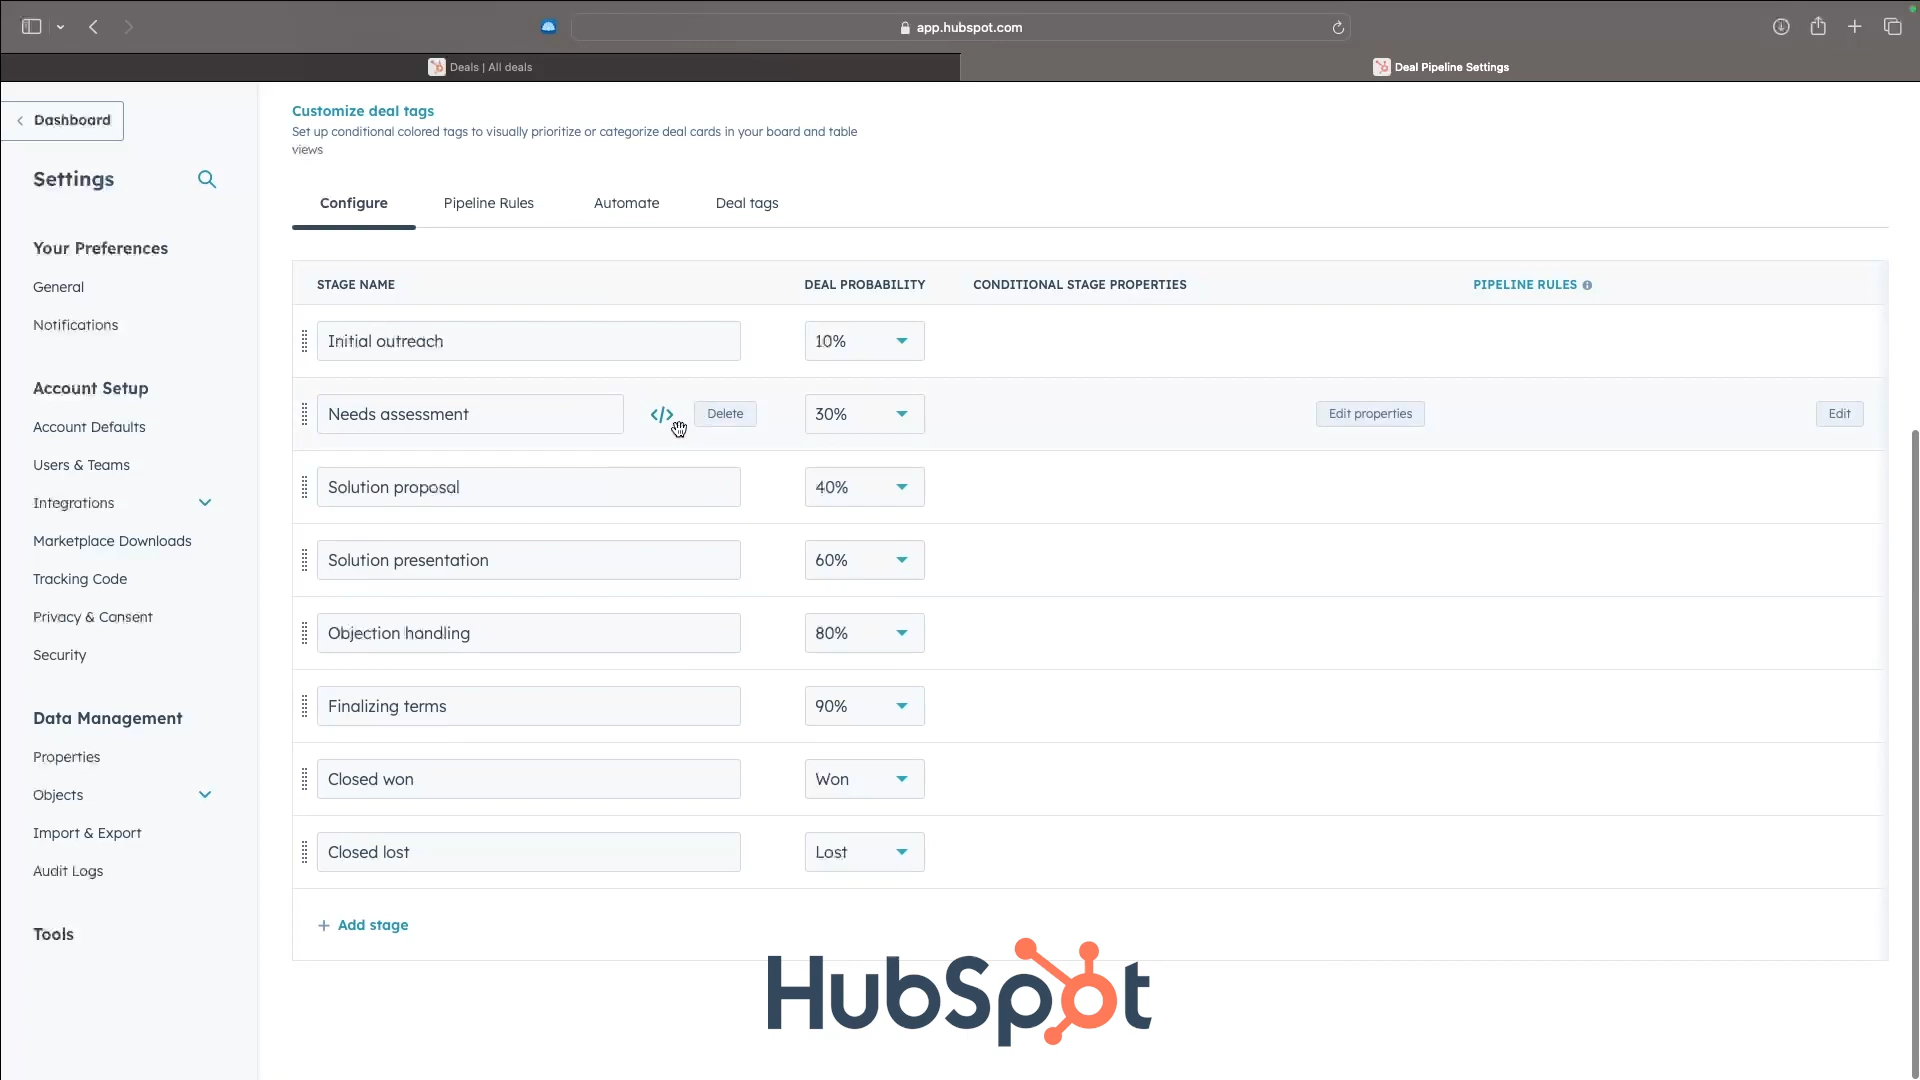 app.hubspot.com
Deals | All deals
Deal Pipeline Settings
Dashboard
Settings
Your Preferences
General
Notifications
Account Setup
Account Defaults
Users & Teams
Integrations
Marketplace Downloads
Tracking Code
Privacy & Consent
Security
Data Management
Properties
Objects
Import & Export
Audit Logs
Tools
Customize deal tags
Set up conditional colored tags to visually prioritize or categorize deal cards in your board and table
views
Configure Pipeline Rules Automate Deal tags
STAGE NAME DEAL PROBABILITY CONDITIONAL STAGE PROPERTIES PIPELINE RULES
Initial outreach 10%
Needs assessment </> Delete 30% Edit properties Edit
Solution proposal 40%
Solution presentation 60%
Objection handling 80%
Finalizing terms 90%
Closed won Won
Closed lost Lost
+ Add stage
HubSpot